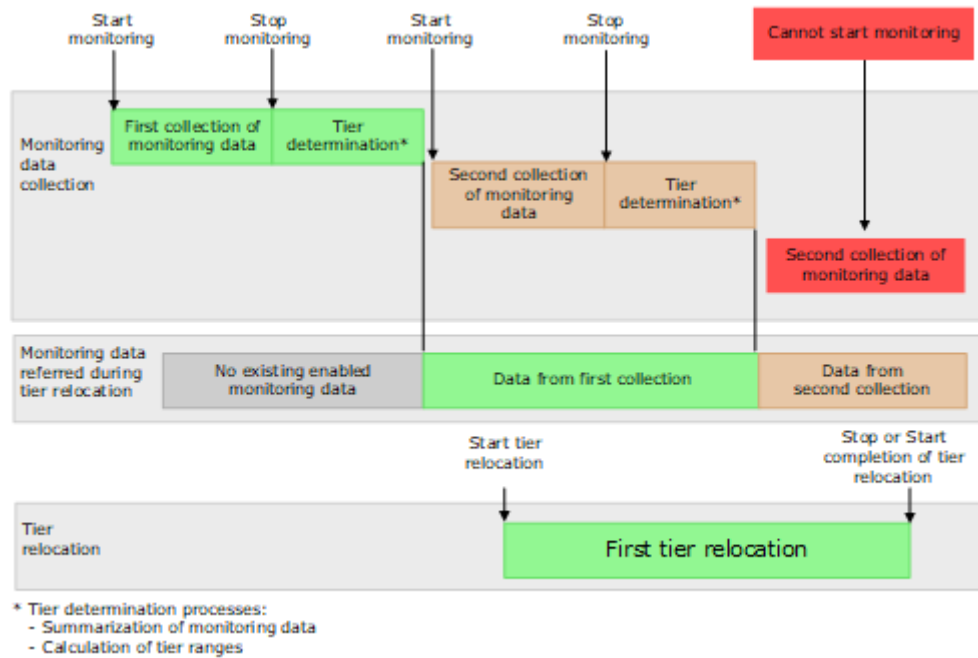 Start
monitoring
Stop
monitoring
Start
monitoring
Stop
monitoring
Cannot start monitoring
Monitoring
data
collection
First collection of
monitoring data
Tier
determination*
Second collection
of monitoring
data
Tier
determination*
Second collection of
monitoring data
Monitoring data
referred during
tier relocation
No existing enabled
monitoring data
Data from first collection
Data from
second collection
Start tier
relocation
Stop or Start
completion of tier
relocation
Tier
relocation
First tier relocation
* Tier determination processes:
- Summarization of monitoring data
- Calculation of tier ranges